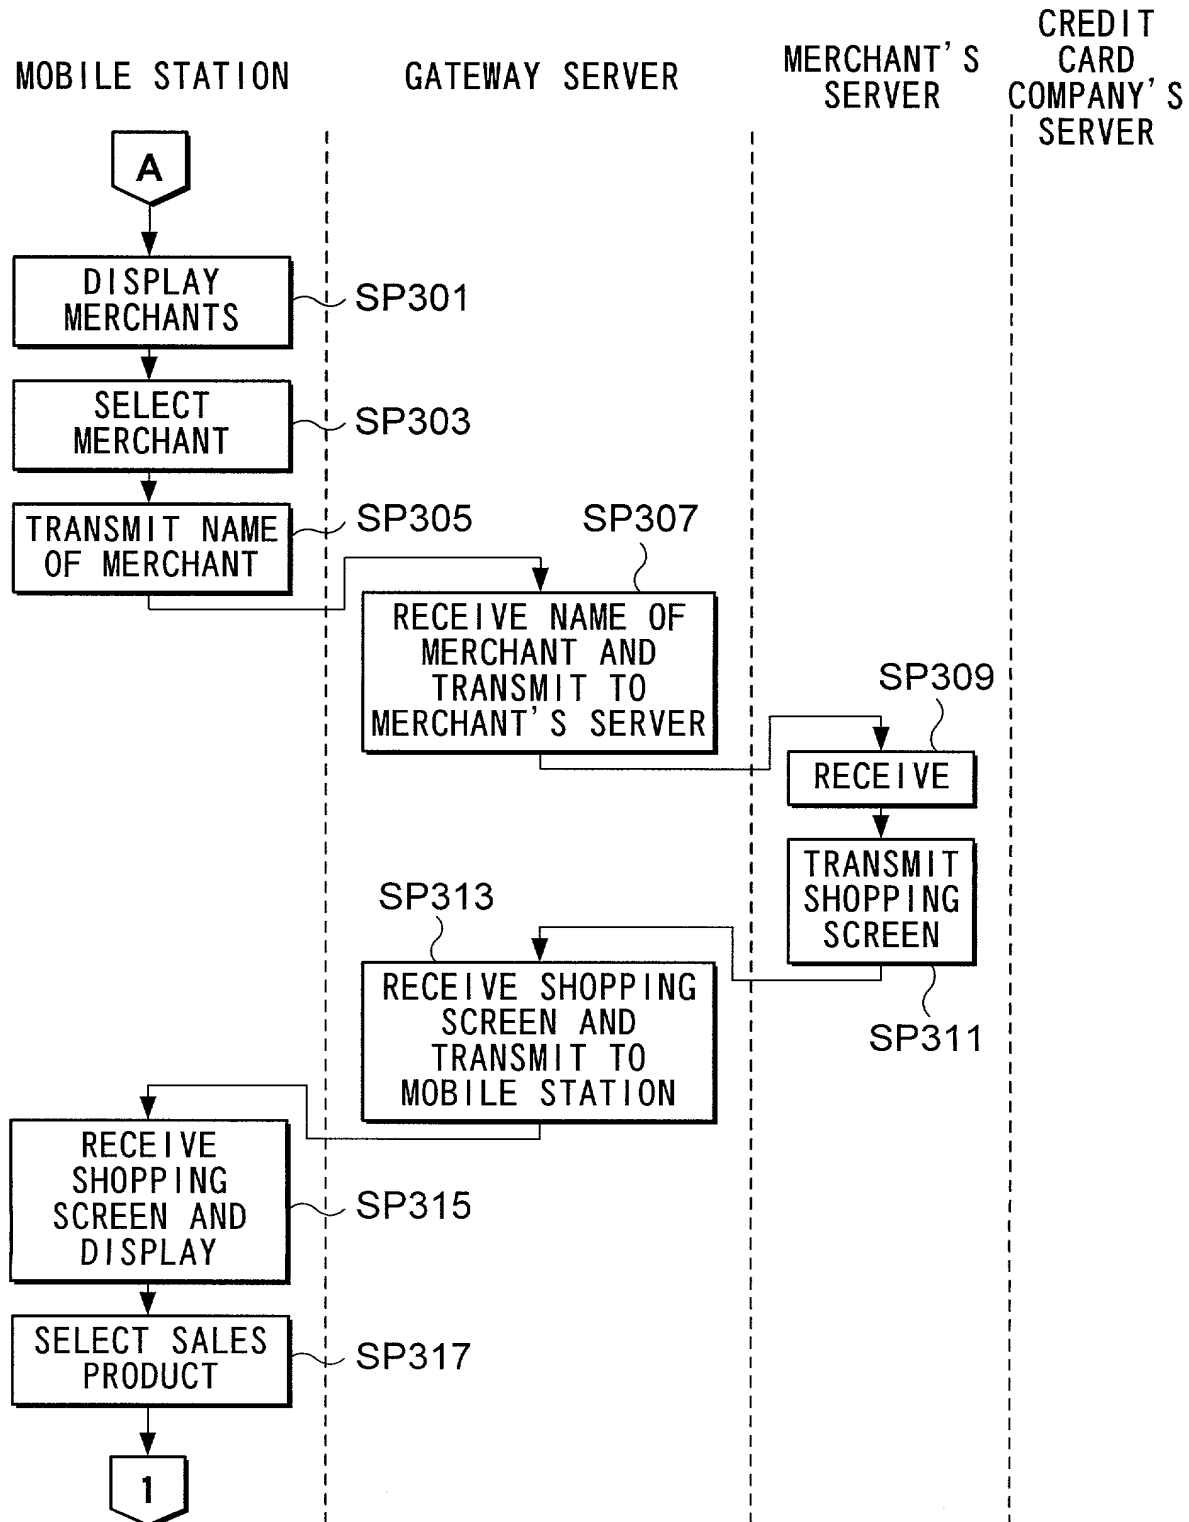 MOBILE STATION
GATEWAY SERVER
MERCHANT'S
SERVER
CREDIT
CARD
COMPANY'S
SERVER
A
DISPLAY
MERCHANTS
SP301
SELECT
MERCHANT
SP303
TRANSMIT NAME
OF MERCHANT
SP305
SP307
RECEIVE NAME OF
MERCHANT AND
TRANSMIT TO
MERCHANT'S SERVER
SP309
RECEIVE
TRANSMIT
SHOPPING
SCREEN
SP311
SP313
RECEIVE SHOPPING
SCREEN AND
TRANSMIT TO
MOBILE STATION
RECEIVE
SHOPPING
SCREEN AND
DISPLAY
SP315
SELECT SALES
PRODUCT
SP317
1